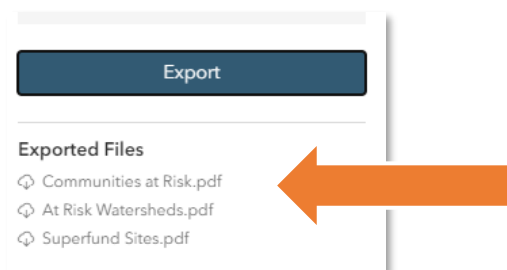 Export
Exported Files
Communities at Risk.pdf
At Risk Watersheds.pdf
Superfund Sites.pdf